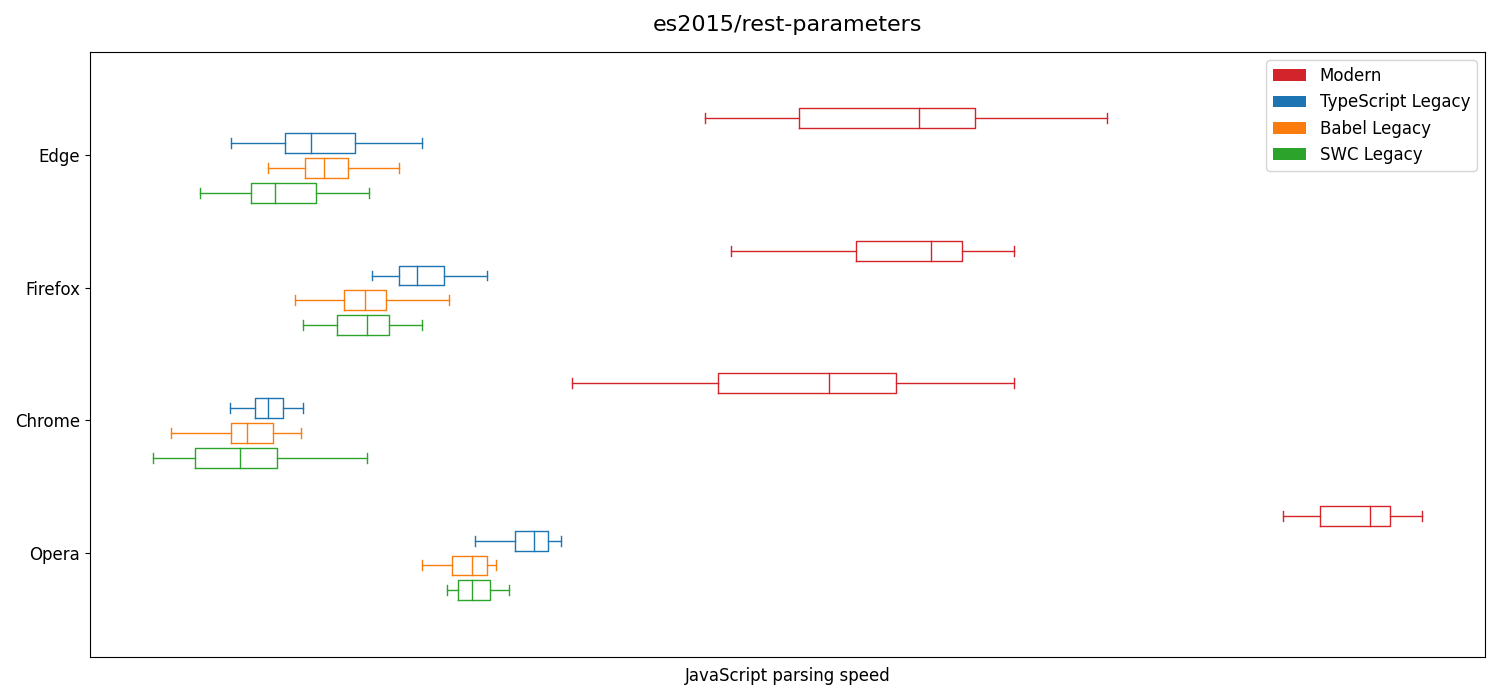 es2015/rest-parameters
Modern
TypeScript Legacy
Babel Legacy
SWC Legacy
Edge
Firefox
Chrome
Opera
JavaScript parsing speed